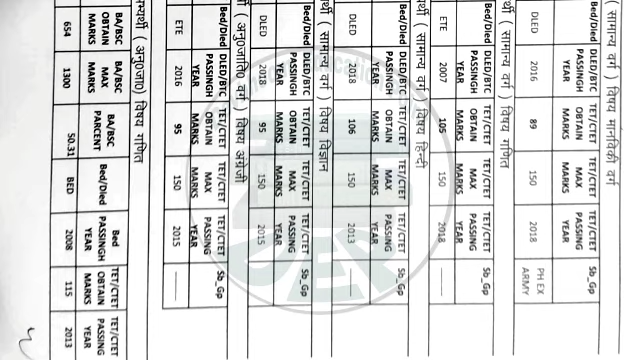 ( सामान्य वर्ग ) विषय मानविकी वर्ग
Bed/Died DLED/BTC TET/CTET TET/CTET TET/CTET Sb_Gp
PASSINGH OBTAIN MAX PASSING
YEAR MARKS MARKS YEAR
DLED 2016 89 150 2018 PH EX
ARMY
र्थी ( सामान्य वर्ग ) विषय गणित
Bed/Died DLED/BTC TET/CTET TET/CTET TET/CTET Sb_Gp
PASSINGH OBTAIN MAX PASSING
YEAR MARKS MARKS YEAR
ETE 2007 105 150 2018
र्थी ( सामान्य वर्ग ) विषय हिन्दी
Bed/Died DLED/BTC TET/CTET TET/CTET TET/CTET Sb_Gp
PASSINGH OBTAIN MAX PASSING
YEAR MARKS MARKS YEAR
DLED 2018 106 150 2013
( सामान्य वर्ग ) विषय विज्ञान
Bed/Died DLED/BTC TET/CTET TET/CTET TET/CTET Sb_Gp
PASSINGH OBTAIN MAX PASSING
YEAR MARKS MARKS YEAR
DLED 2018 95 150 2015
र्थी ( अनु0जाति0 वर्ग ) विषय अंग्रेजी
Bed/Died DLED/BTC TET/CTET TET/CTET TET/CTET Sb_Gp
PASSINGH OBTAIN MAX PASSING
YEAR MARKS MARKS YEAR
ETE 2016 95 150 2015
भ्यर्थी ( अनु0जा0) विषय गणित
BA/BSC BA/BSC BA/BSC Bed/Died Bed TET/CTET TET/CTET
OBTAIN MAX PARCENT PASSINGH OBTAIN PASSING
MARKS MARKS YEAR MARKS YEAR
654 1300 50.31 BED 2008 115 2013